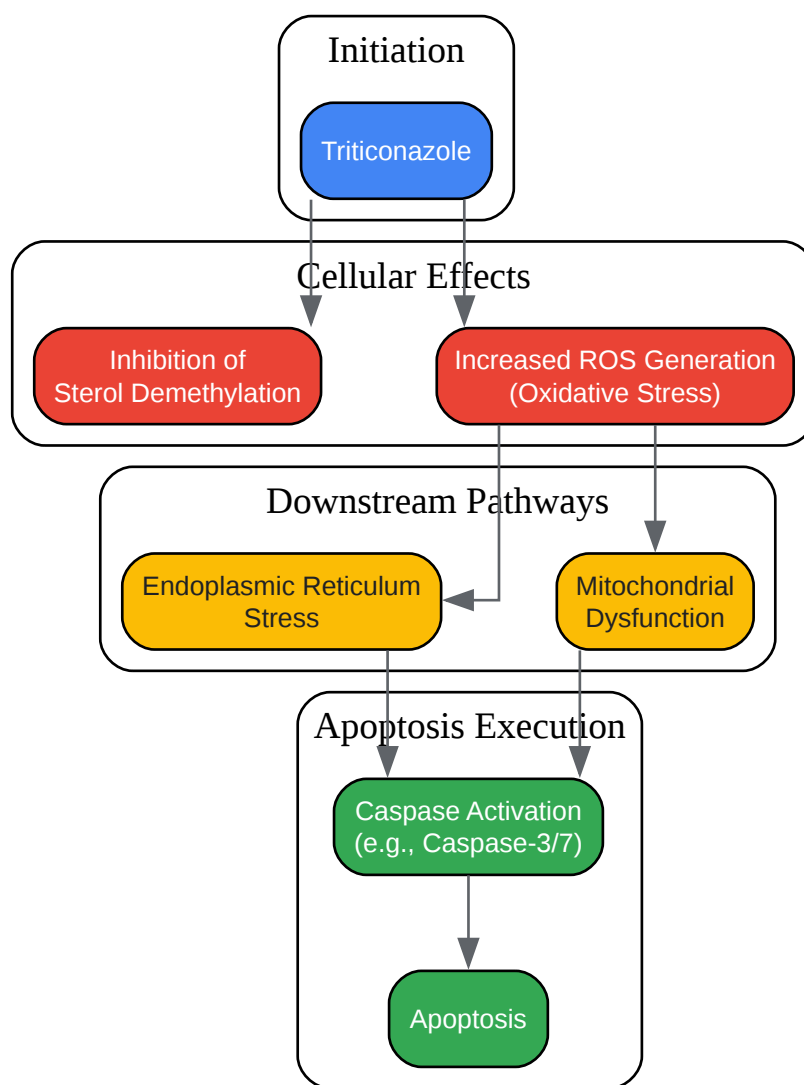 Initiation
Triticonazole
Cellular Effects
Inhibition of
Sterol Demethylation
Increased ROS Generation
(Oxidative Stress)
Downstream Pathways
Endoplasmic Reticulum
Stress
Mitochondrial
Dysfunction
Apoptosis Execution
Caspase Activation
(e.g., Caspase-3/7)
Apoptosis